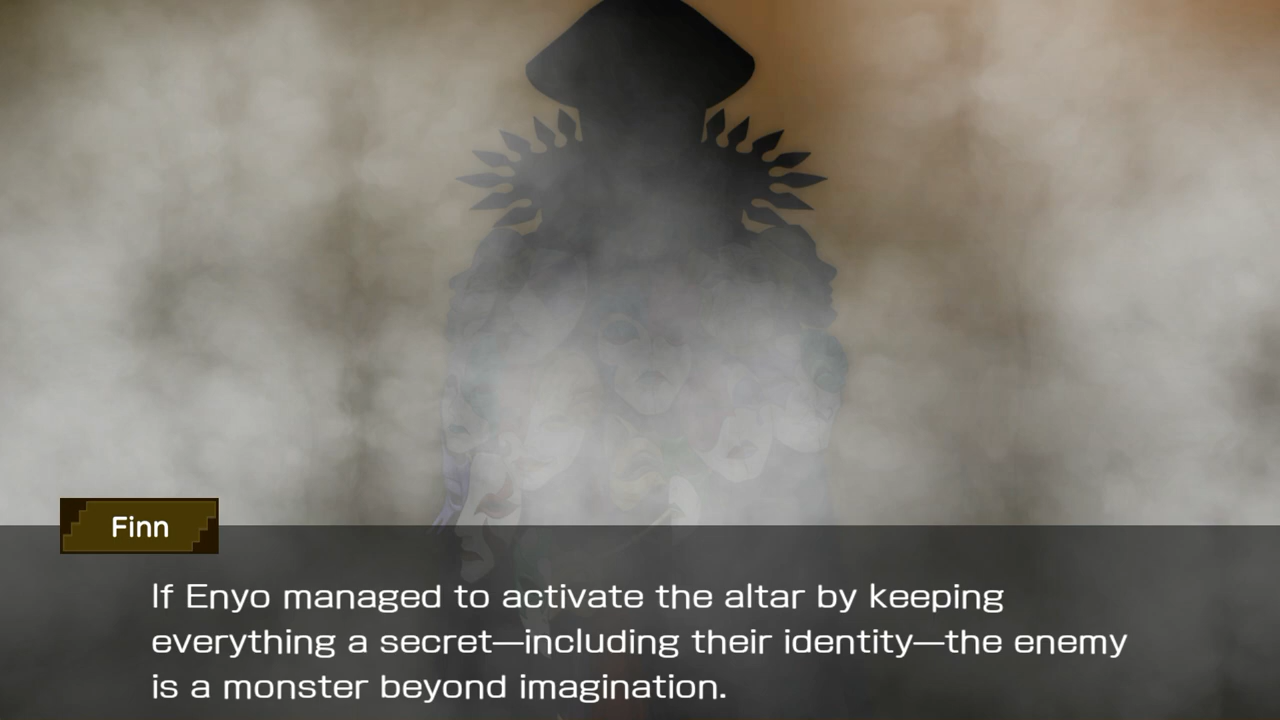 Finn
If Enyo managed to activate the altar by keeping
everything a secret—including their identity—the enemy
is a monster beyond imagination.